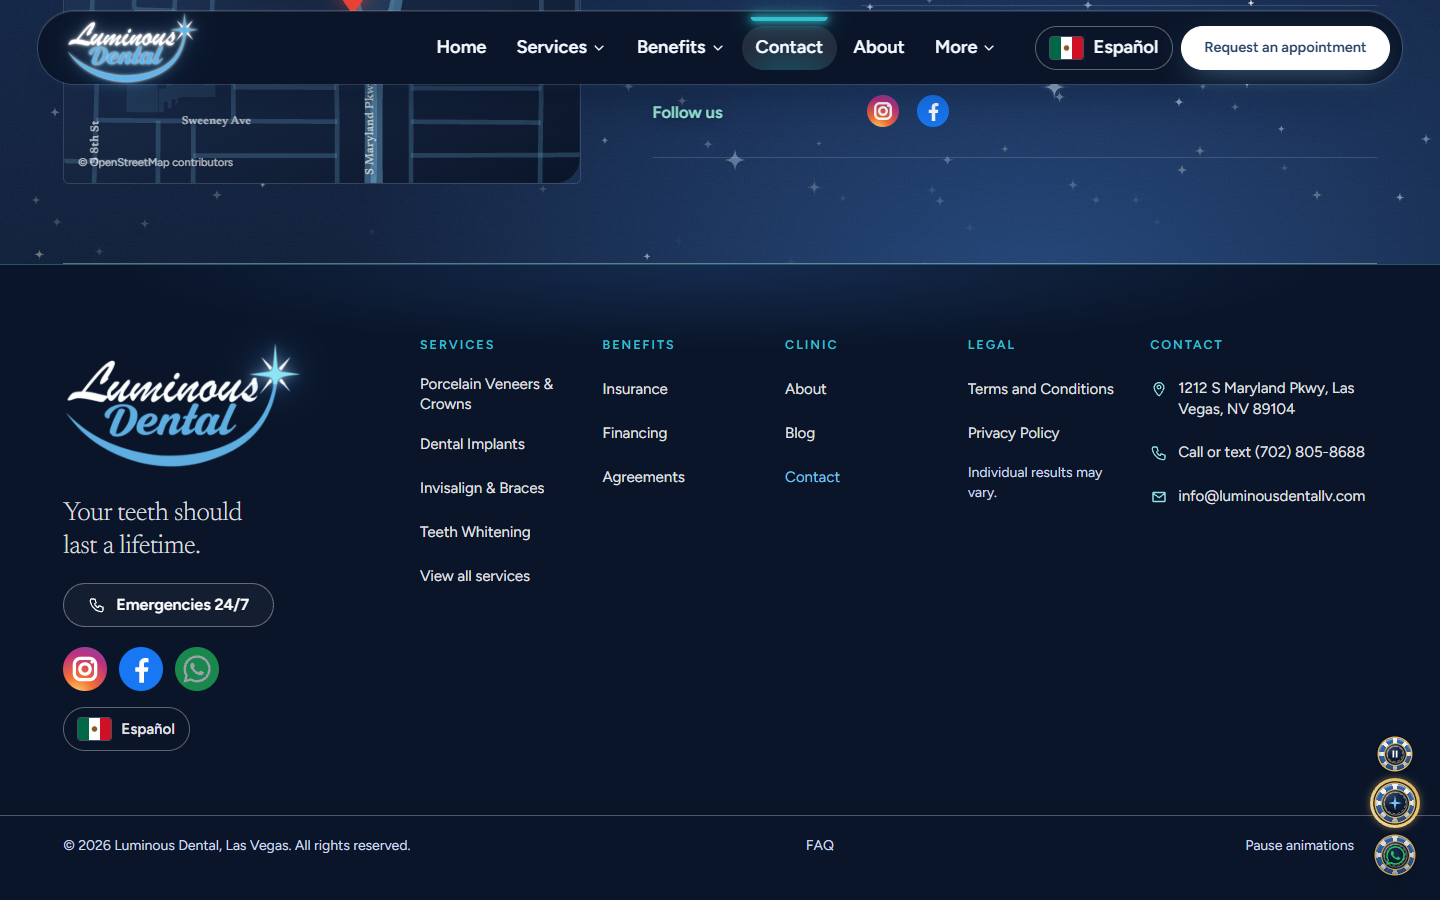 Luminous
Dental
Home
Services
Benefits
Contact
About
More
Español
Request an appointment
Sweeney Ave
S 8th St
S Maryland Pkwy
© OpenStreetMap contributors
Follow us
Luminous
Dental
Your teeth should
last a lifetime.
Emergencies 24/7
Español
SERVICES
Porcelain Veneers &
Crowns
Dental Implants
Invisalign & Braces
Teeth Whitening
View all services
BENEFITS
Insurance
Financing
Agreements
CLINIC
About
Blog
Contact
LEGAL
Terms and Conditions
Privacy Policy
Individual results may
vary.
CONTACT
1212 S Maryland Pkwy, Las
Vegas, NV 89104
Call or text (702) 805-8688
info@luminousdentallv.com
© 2026 Luminous Dental, Las Vegas. All rights reserved.
FAQ
Pause animations